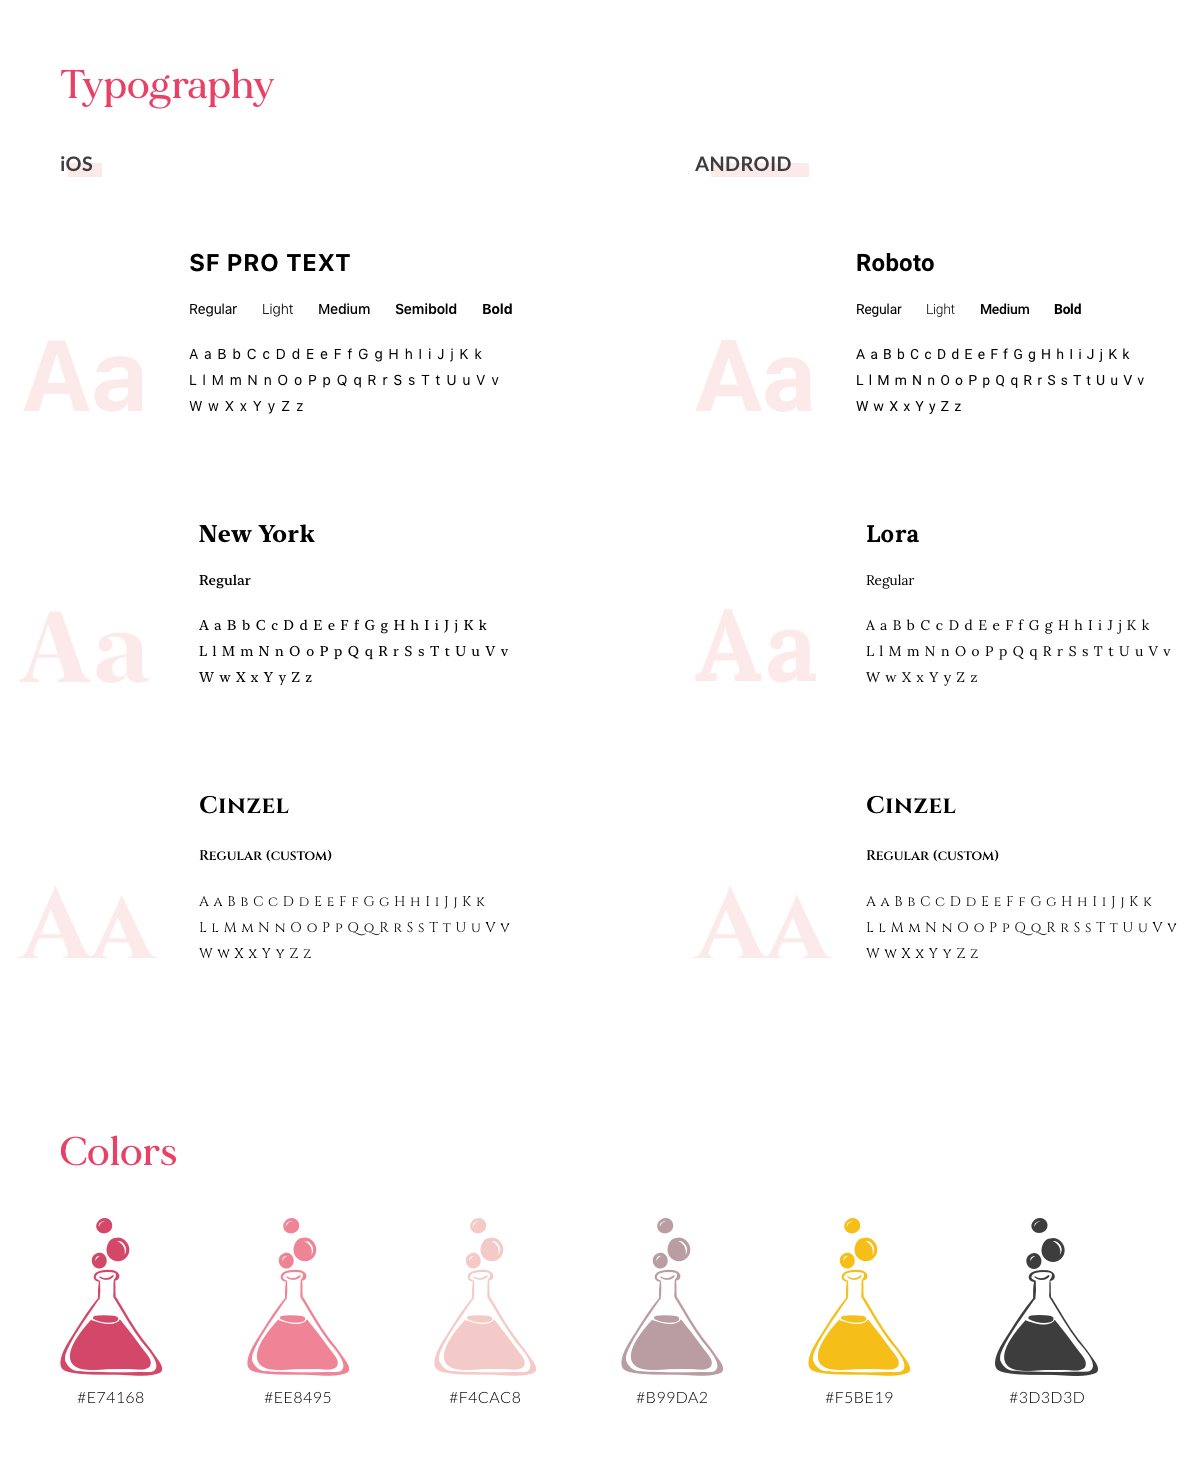 Typography
iOS
ANDROID
SF PRO TEXT
Regular Light Medium Semibold Bold
Aa
A a B b C c D d E e F f G g H h I i J j K k
L l M m N n O o P p Q q R r S s T t U u V v
W w X x Y y Z z
Roboto
Regular Light Medium Bold
Aa
A a B b C c D d E e F f G g H h I i J j K k
L l M m N n O o P p Q q R r S s T t U u V v
W w X x Y y Z z
New York
Regular
Aa
A a B b C c D d E e F f G g H h I i J j K k
L l M m N n O o P p Q q R r S s T t U u V v
W w X x Y y Z z
Lora
Regular
Aa
A a B b C c D d E e F f G g H h I i J j K k
L l M m N n O o P p Q q R r S s T t U u V v
W w X x Y y Z z
Cinzel
Regular (custom)
Aa
A a B b C c D d E e F f G g H h I i J j K k
L l M m N n O o P p Q q R r S s T t U u V v
W w X x Y y Z z
Cinzel
Regular (custom)
Aa
A a B b C c D d E e F f G g H h I i J j K k
L l M m N n O o P p Q q R r S s T t U u V v
W w X x Y y Z z
Colors
#E74168
#EE8495
#F4CAC8
#B99DA2
#F5BE19
#3D3D3D